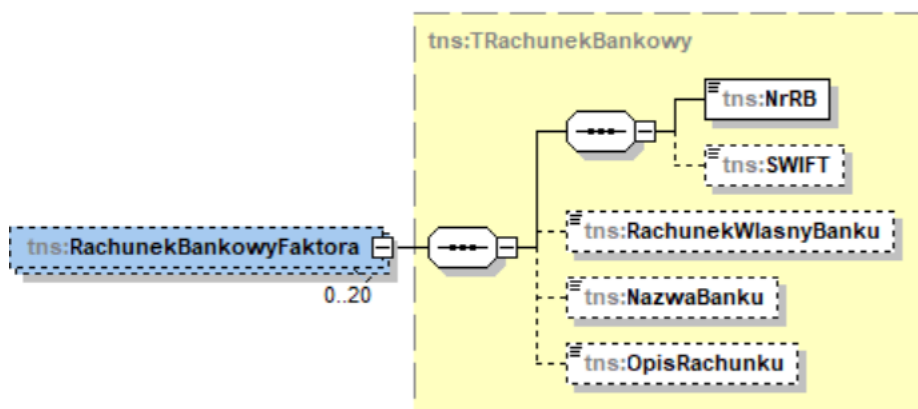 tns:TRachunekBankowy
tns:NrRB
tns:SWIFT
tns:RachunekBankowyFaktora
0..20
tns:RachunekWlasnyBanku
tns:NazwaBanku
tns:OpisRachunku